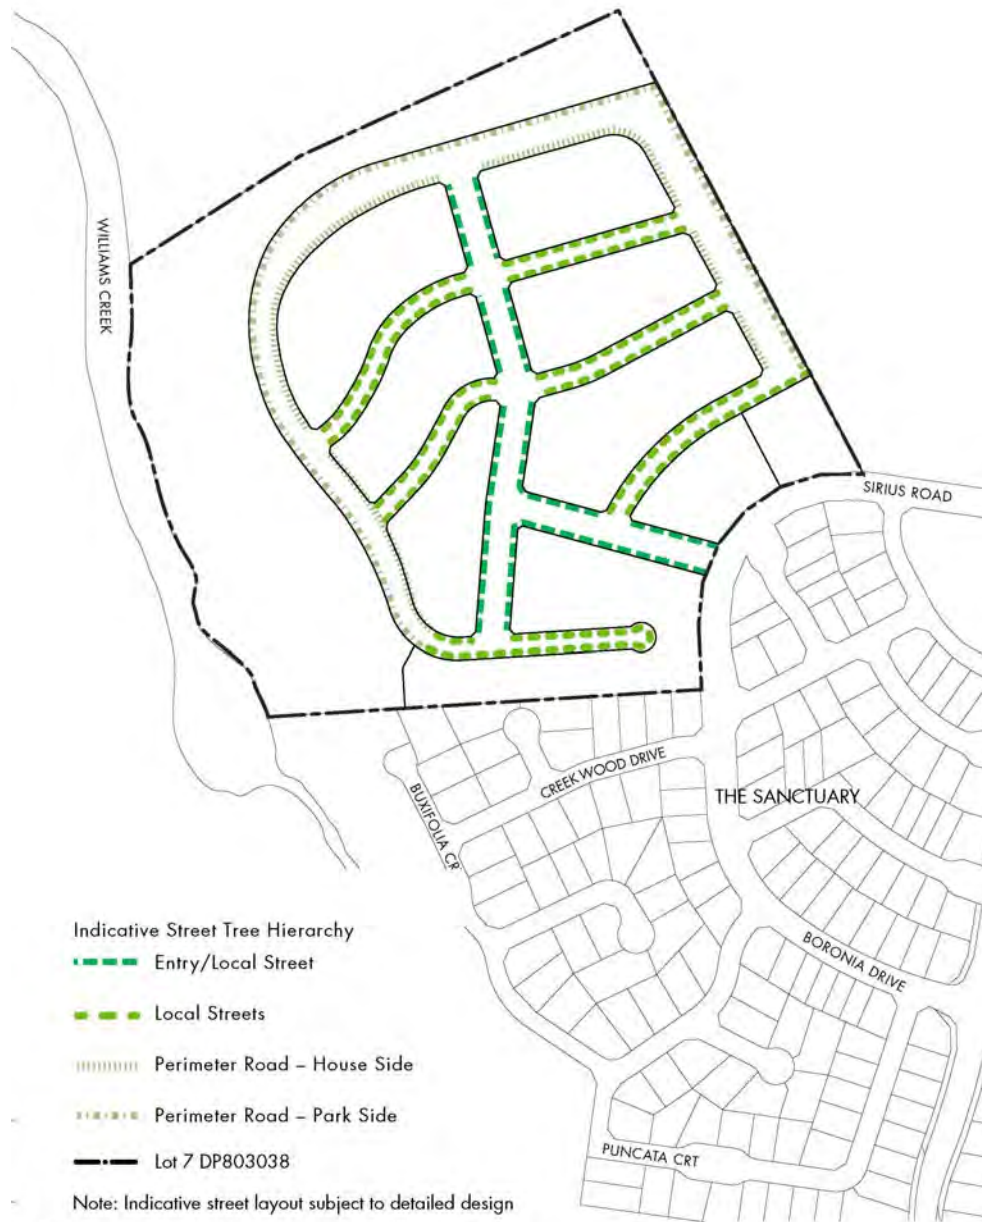 WILLIAMS CREEK
SIRIUS ROAD
CREEK WOOD DRIVE
THE SANCTUARY
BUXIFOLIA CR
BORONIA DRIVE
PUNCATA CRT
Indicative Street Tree Hierarchy
Entry/Local Street
Local Streets
Perimeter Road – House Side
Perimeter Road – Park Side
Lot 7 DP803038
Note: Indicative street layout subject to detailed design